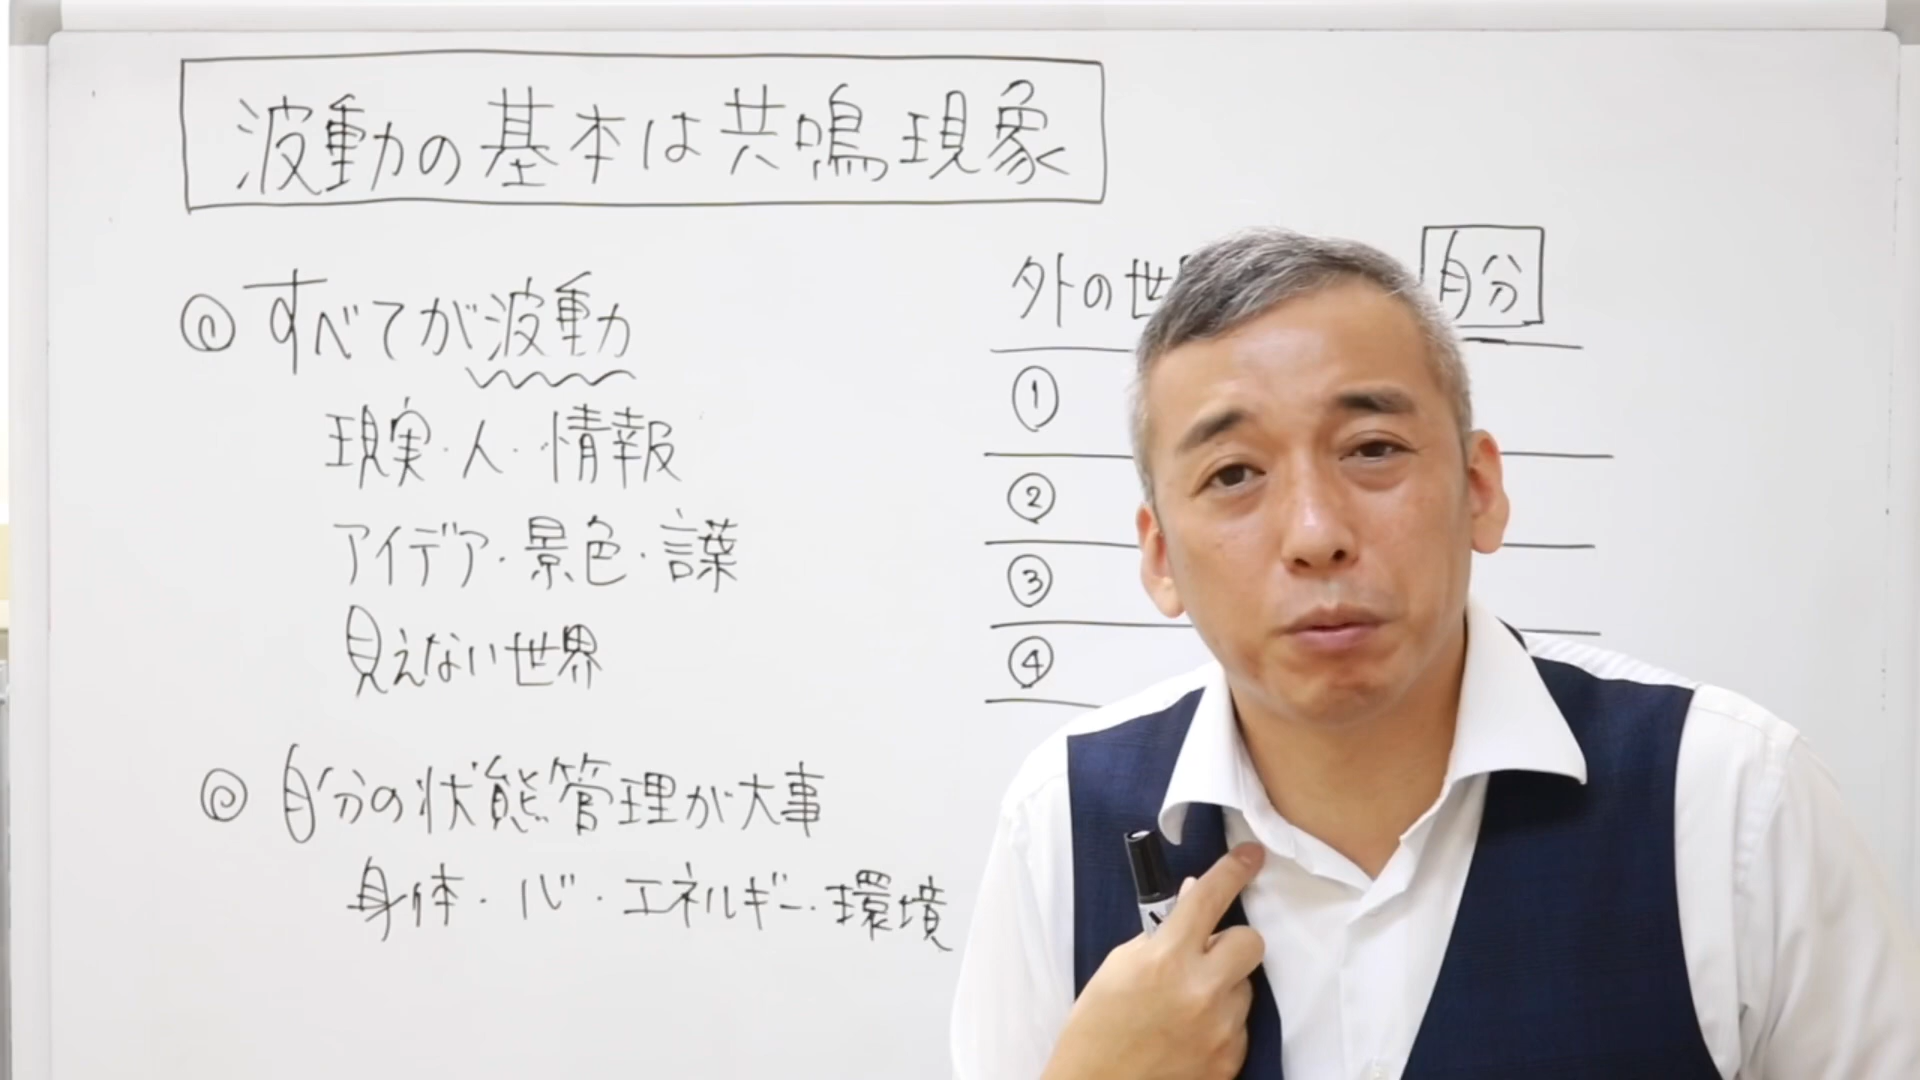 波動の基本は共鳴現象
◎ すべてが波動
現実・人・情報
アイデア・景色・言葉
見えない世界
◎ 自分の状態管理が大事
身体・心・エネルギー・環境
外の世
自分
①
②
③
④